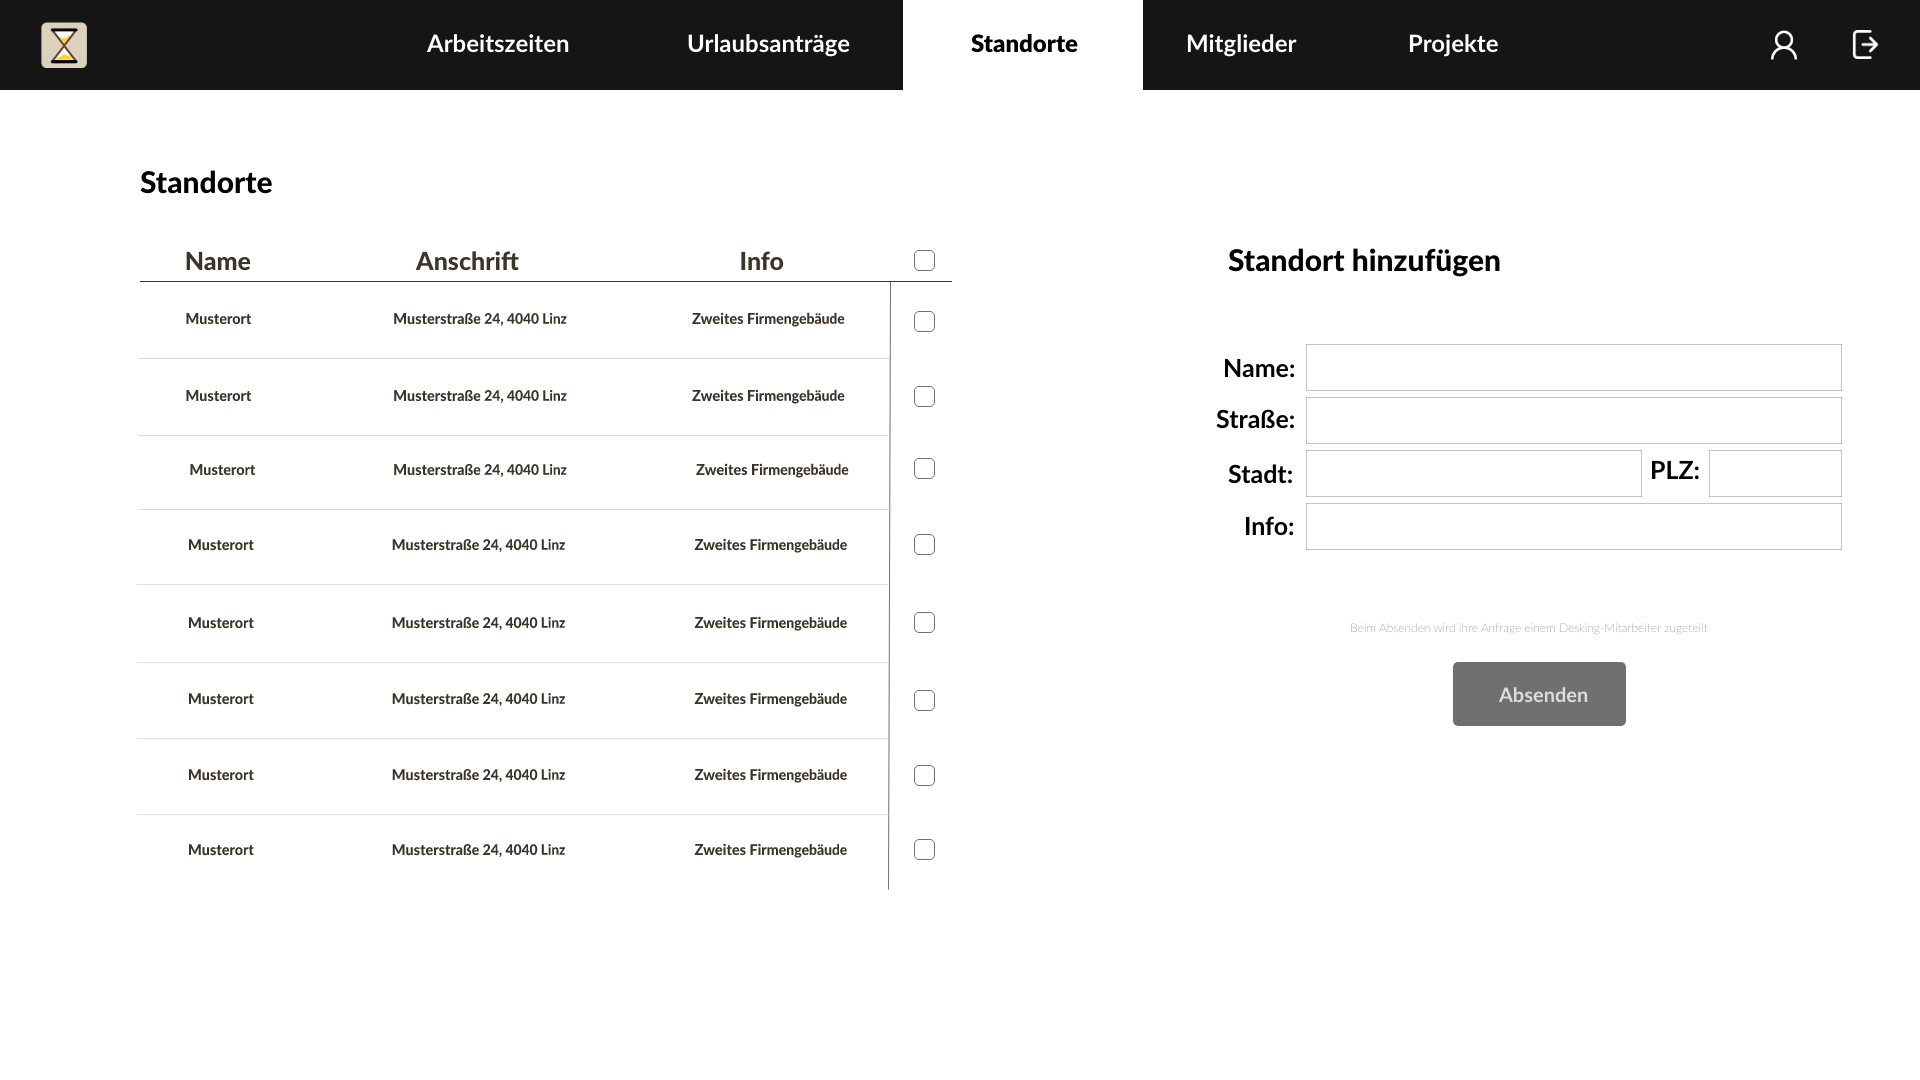 Arbeitszeiten Urlaubsanträge Standorte Mitglieder Projekte
Standorte
Name Anschrift Info
Musterort Musterstraße 24, 4040 Linz Zweites Firmengebäude
Musterort Musterstraße 24, 4040 Linz Zweites Firmengebäude
Musterort Musterstraße 24, 4040 Linz Zweites Firmengebäude
Musterort Musterstraße 24, 4040 Linz Zweites Firmengebäude
Musterort Musterstraße 24, 4040 Linz Zweites Firmengebäude
Musterort Musterstraße 24, 4040 Linz Zweites Firmengebäude
Musterort Musterstraße 24, 4040 Linz Zweites Firmengebäude
Musterort Musterstraße 24, 4040 Linz Zweites Firmengebäude
Standort hinzufügen
Name:
Straße:
Stadt: PLZ:
Info:
Beim Absenden wird ihre Anfrage einem Desking-Mitarbeiter zugeteilt
Absenden